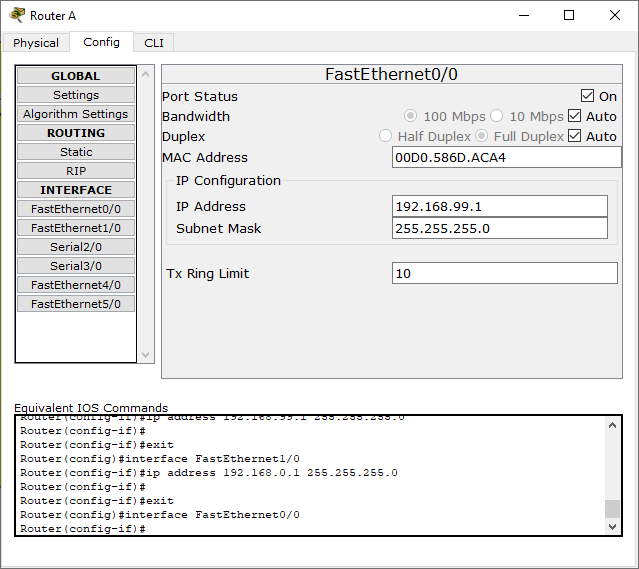 Router A
Physical Config CLI
GLOBAL
Settings
Algorithm Settings
ROUTING
Static
RIP
INTERFACE
FastEthernet0/0
FastEthernet1/0
Serial2/0
Serial3/0
FastEthernet4/0
FastEthernet5/0
FastEthernet0/0
Port Status On
Bandwidth 100 Mbps 10 Mbps Auto
Duplex Half Duplex Full Duplex Auto
MAC Address 00D0.586D.ACA4
IP Configuration
IP Address 192.168.99.1
Subnet Mask 255.255.255.0
Tx Ring Limit 10
Equivalent IOS Commands
Router(config-if)#ip address 192.168.99.1 255.255.255.0
Router(config-if)#
Router(config-if)#exit
Router(config)#interface FastEthernet1/0
Router(config-if)#ip address 192.168.0.1 255.255.255.0
Router(config-if)#
Router(config-if)#exit
Router(config)#interface FastEthernet0/0
Router(config-if)#